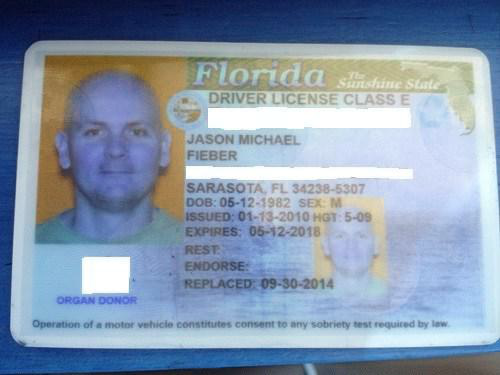 Florida The Sunshine State
DRIVER LICENSE CLASS E
JASON MICHAEL
FIEBER
SARASOTA, FL 34238-5307
DOB: 05-12-1982 SEX: M
ISSUED: 01-13-2010 HGT: 5-09
EXPIRES: 05-12-2018
REST:
ENDORSE:
REPLACED: 09-30-2014
ORGAN DONOR
Operation of a motor vehicle constitutes consent to any sobriety test required by law.